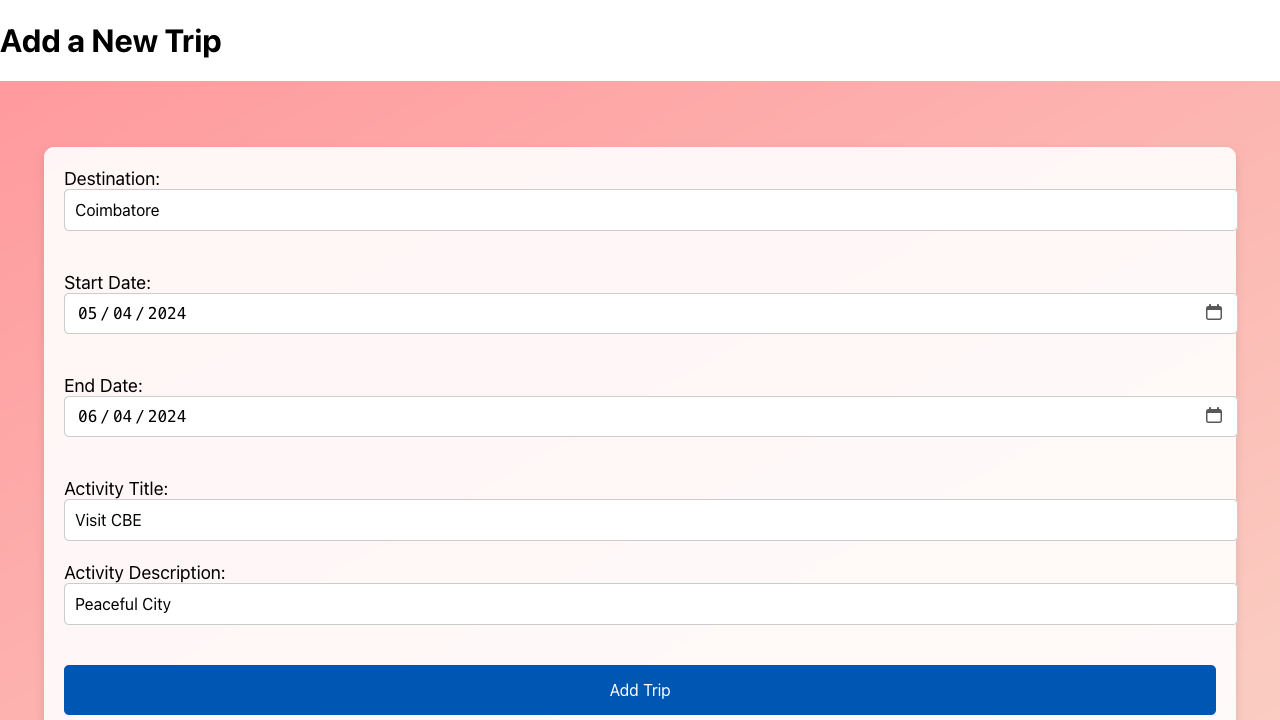 Add a New Trip
Destination:
Coimbatore
Start Date:
05/04/2024
End Date:
06/04/2024
Activity Title:
Visit CBE
Activity Description:
Peaceful City
Add Trip